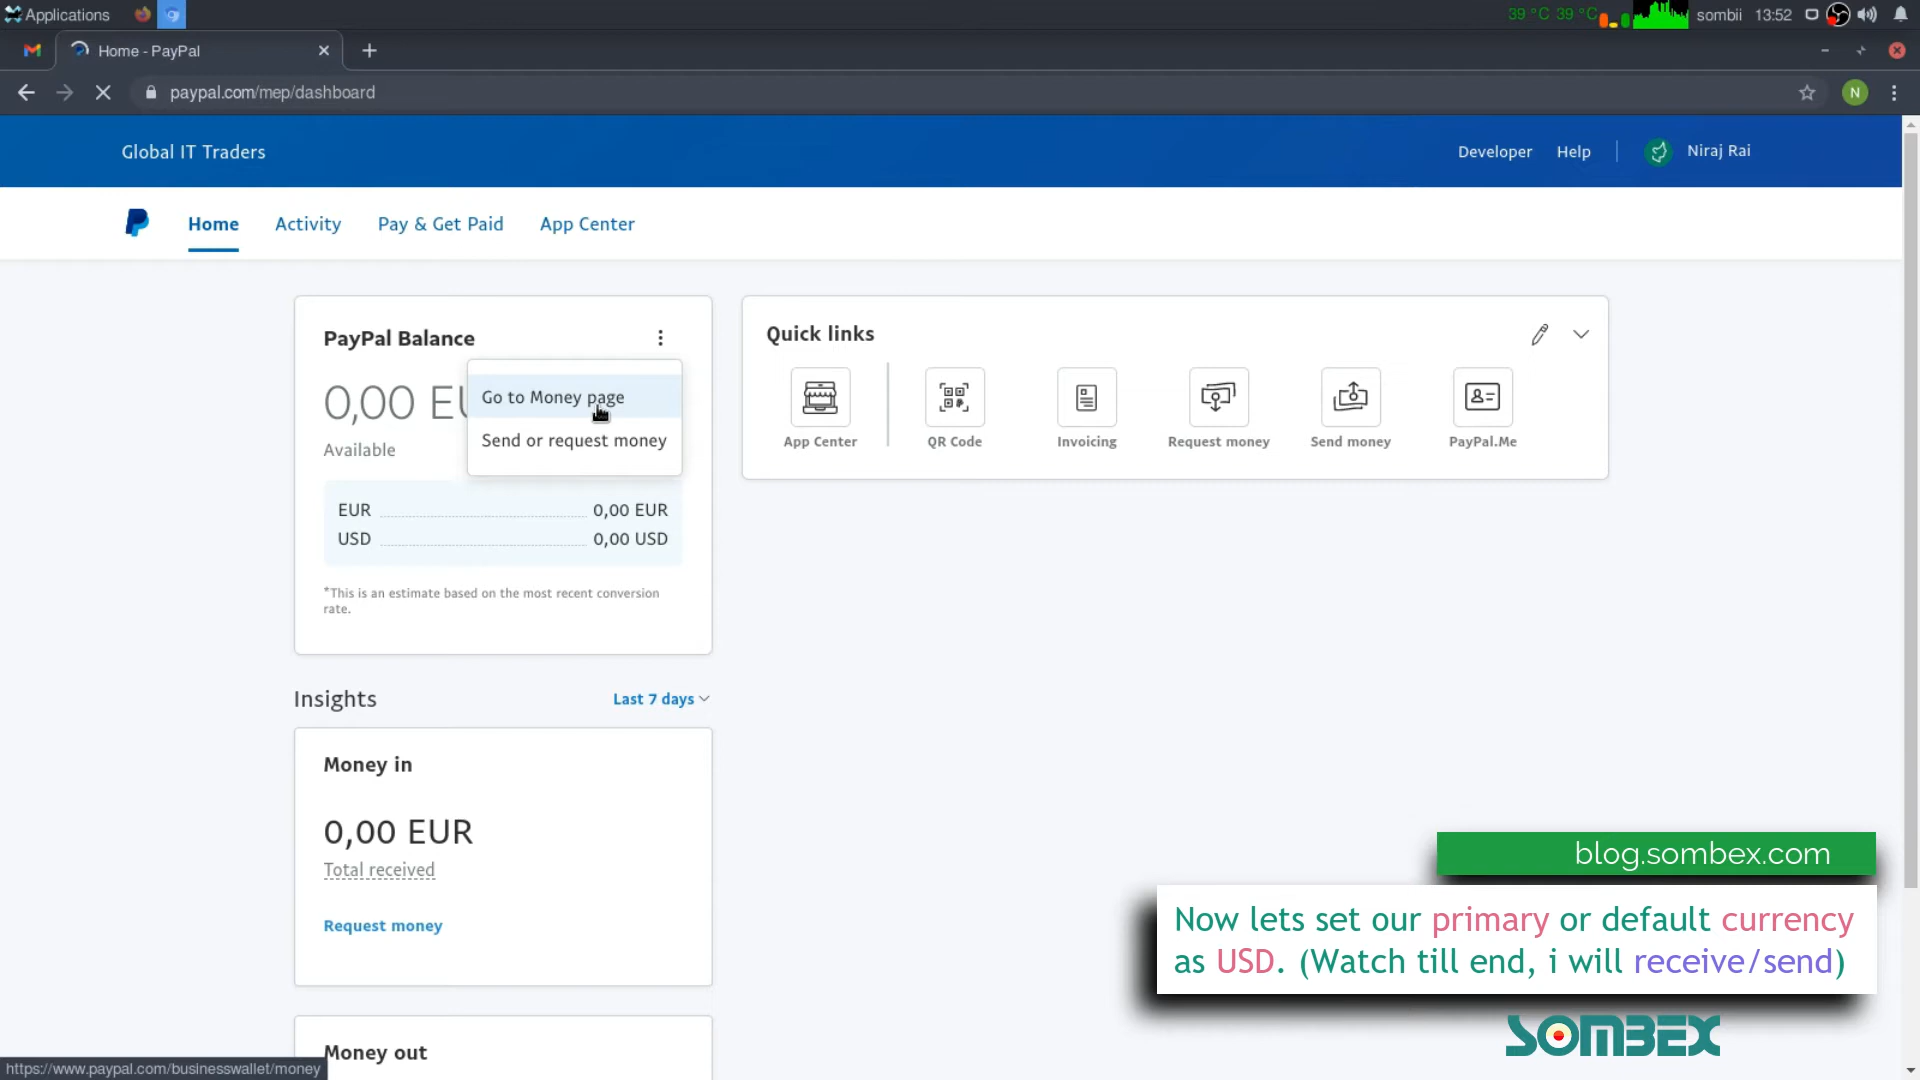 Applications
39 °C 39 °C
sombii 13:52
Home - PayPal
paypal.com/mep/dashboard
N
Global IT Traders
Developer Help Niraj Rai
Home Activity Pay & Get Paid App Center
PayPal Balance
0,00 EU
Available
Go to Money page
Send or request money
EUR 0,00 EUR
USD 0,00 USD
*This is an estimate based on the most recent conversion
rate.
Quick links
App Center QR Code Invoicing Request money Send money PayPal.Me
Insights Last 7 days
Money in
0,00 EUR
Total received
Request money
Money out
blog.sombex.com
Now lets set our primary or default currency
as USD. (Watch till end, i will receive/send)
SOMBEX
https://www.paypal.com/businesswallet/money